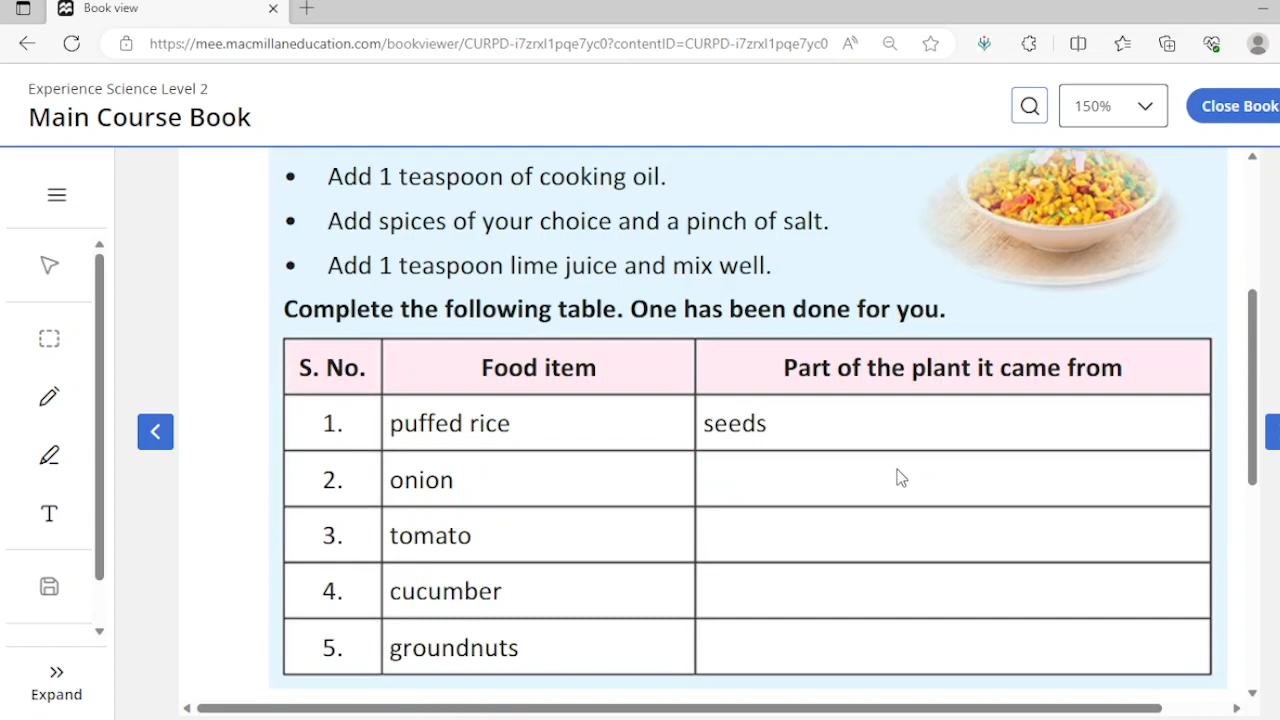 Book view
https://mee.macmillaneducation.com/bookviewer/CURPD-i7zrxl1pqe7yc0?contentID=CURPD-i7zrxl1pqe7yc0
Experience Science Level 2
Main Course Book
150%
Close Book
• Add 1 teaspoon of cooking oil.
• Add spices of your choice and a pinch of salt.
• Add 1 teaspoon lime juice and mix well.
Complete the following table. One has been done for you.
S. No. Food item Part of the plant it came from
1. puffed rice seeds
2. onion
3. tomato
4. cucumber
5. groundnuts
Expand